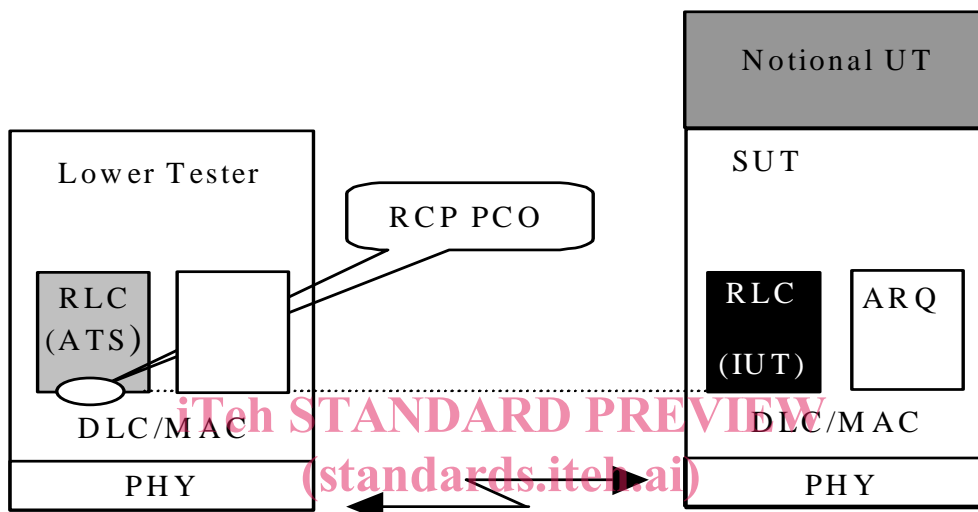 Notional UT
Lower Tester
SUT
RCP PCO
RLC
(ATS)
RLC
(IUT)
ARQ
iTeh STANDARD PREVIEW
DLC/MAC
DLC/MAC
(standards.iteh.ai)
PHY
PHY